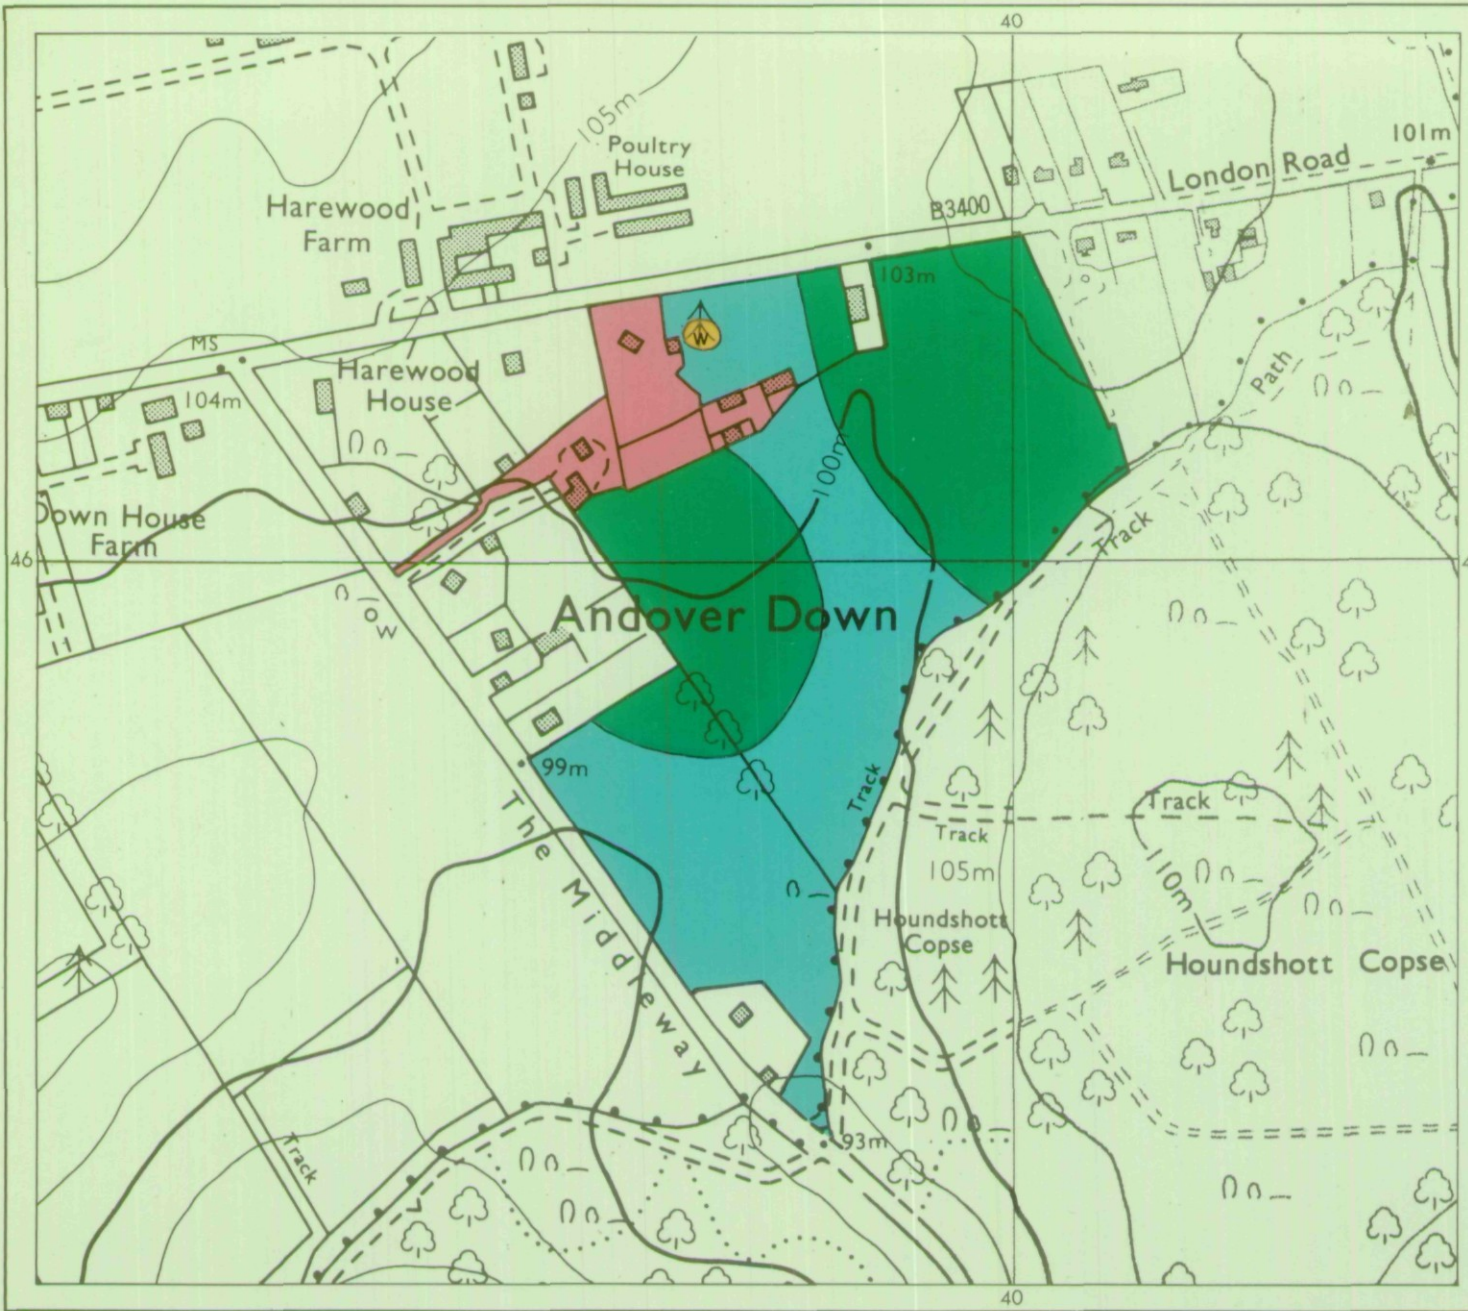 40
105m
Poultry
House
101m
London Road
Harewood
Farm
B3400
103m
W
MS
Harewood
House
104m
Path
100m
Down House
Farm
Track
46
OW
Andover Down
99m
Track
Track
Track
110m
105m
The Middleway
Houndshott
Copse
Houndshott Copse
93m
Track
40